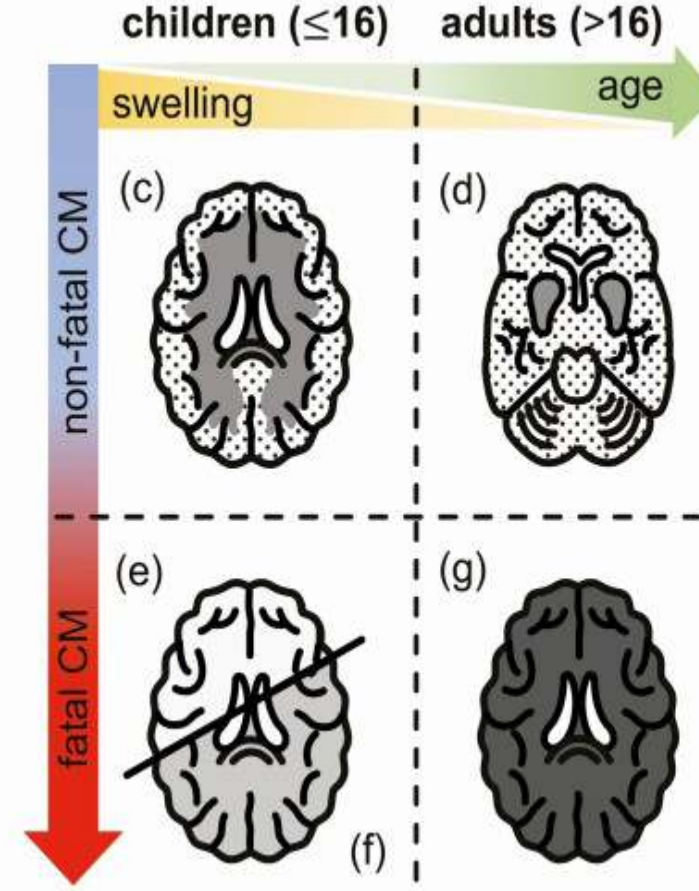 children (≤16)
adults (>16)
age
swelling
non-fatal CM
(c)
(d)
fatal CM
(e)
(g)
(f)